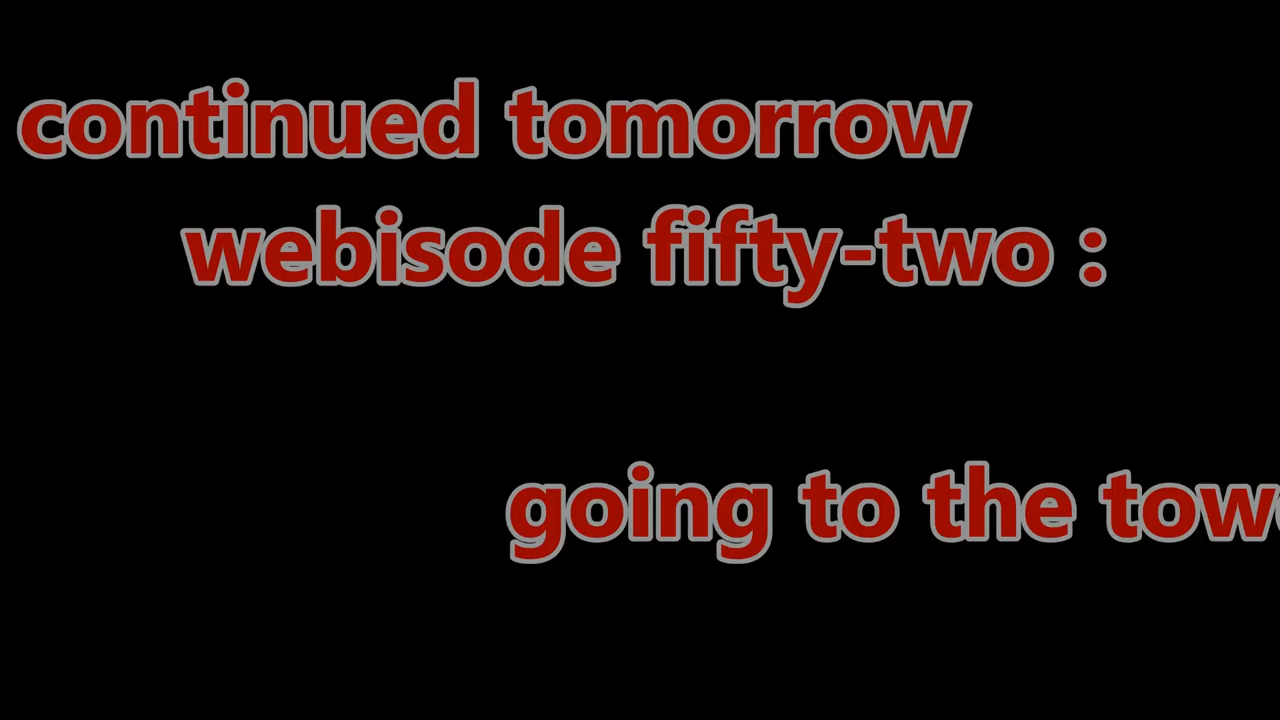 continued tomorrow
webisode fifty-two :
going to the